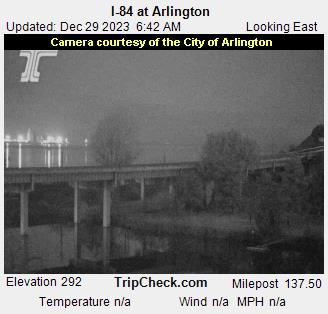 I-84 at Arlington
Updated: Dec 29 2023 6:42 AM Looking East
Camera courtesy of the City of Arlington
Elevation 292 TripCheck.com Milepost 137.50
Temperature n/a Wind n/a MPH n/a